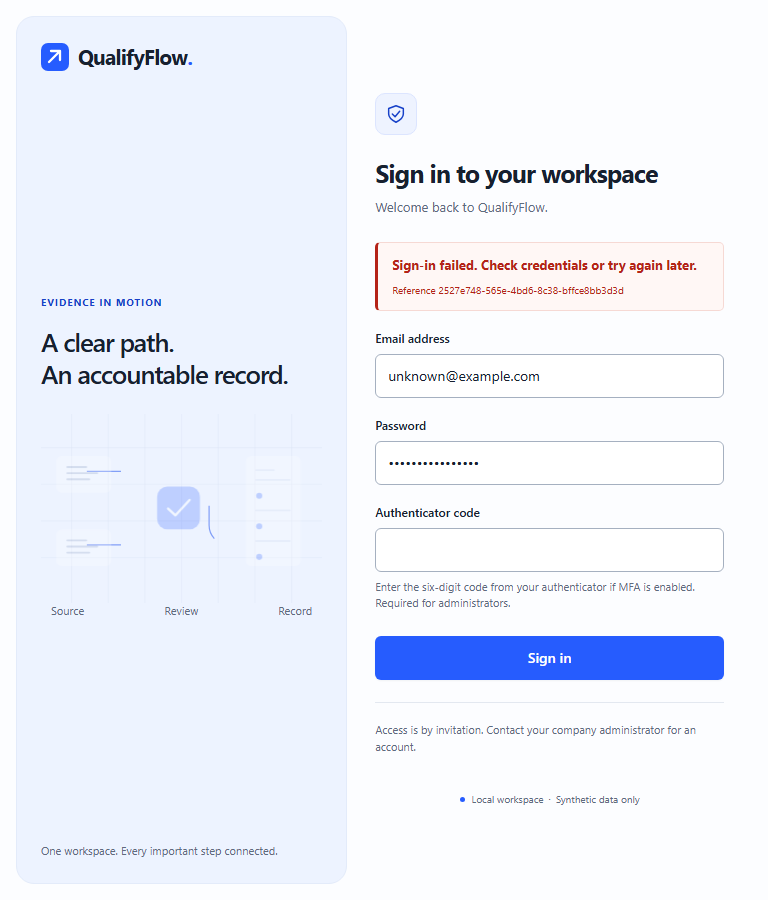 QualifyFlow.
EVIDENCE IN MOTION
A clear path.
An accountable record.
Source
Review
Record
One workspace. Every important step connected.
Sign in to your workspace
Welcome back to QualifyFlow.
Sign-in failed. Check credentials or try again later.
Reference 2527e748-565e-4bd6-8c38-bffce8bb3d3d
Email address
unknown@example.com
Password
••••••••••••••••
Authenticator code
Enter the six-digit code from your authenticator if MFA is enabled.
Required for administrators.
Sign in
Access is by invitation. Contact your company administrator for an
account.
Local workspace · Synthetic data only